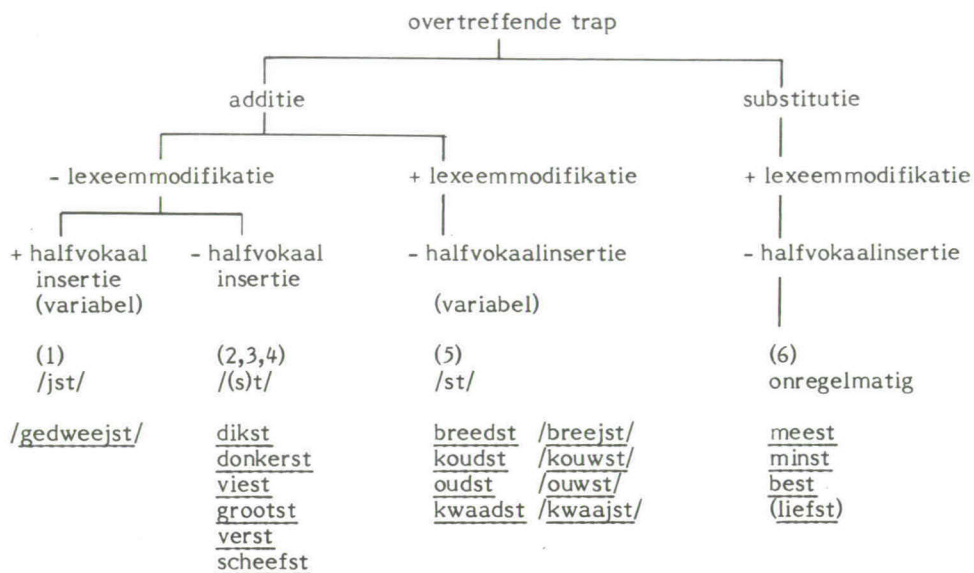 overtreffende trap
additie substitutie
- lexeemmodifikatie + lexeemmodifikatie + lexeemmodifikatie
+ halfvokaal - halfvokaal - halfvokaalinsertie - halfvokaalinsertie
insertie insertie
(variabel) (variabel)
(1) (2,3,4) (5) (6)
/jst/ /(s)t/ /st/ onregelmatig
/gedweejst/ dikst breedst /breejst/ meest
donkerst koudst /kouwst/ minst
viest oudst /ouwst/ best
grootst kwaadst /kwaajst/ (liefst)
verst
scheefst